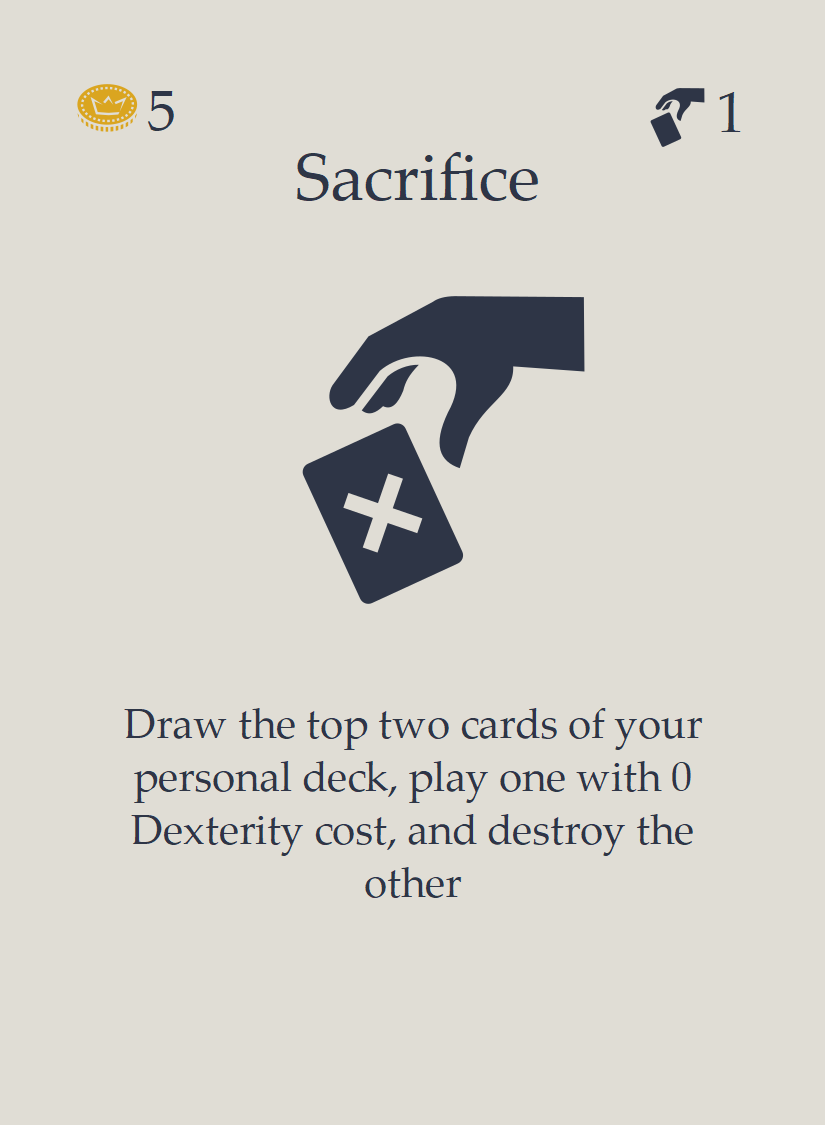 5
1
Sacrifice
Draw the top two cards of your
personal deck, play one with 0
Dexterity cost, and destroy the
other